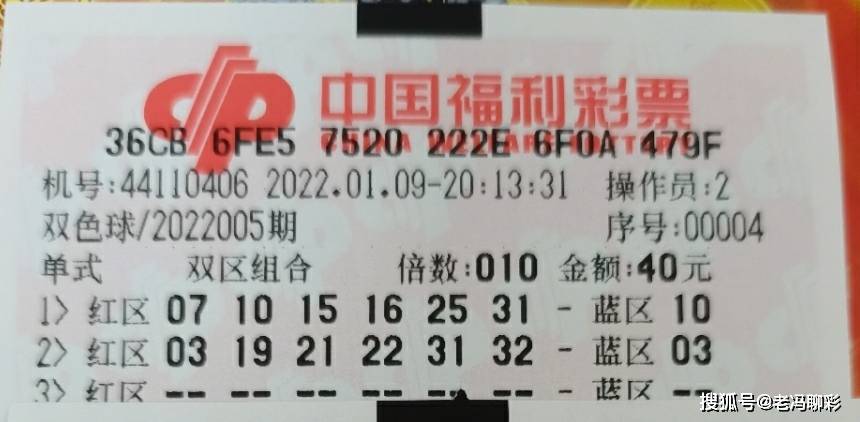 中国福利彩票
CHINA WELFARE LOTTERY
36CB 6FE5 7520 222E 6F0A 479F
机号:44110406 2022.01.09-20:13:31 操作员:2
双色球/2022005期 序号:00004
单式 双区组合 倍数:010 金额:40元
1> 红区 07 10 15 16 25 31 - 蓝区 10
2> 红区 03 19 21 22 31 32 - 蓝区 03
3> 红区 -- -- -- -- -- -- - 蓝区 --
搜狐号@老冯聊彩